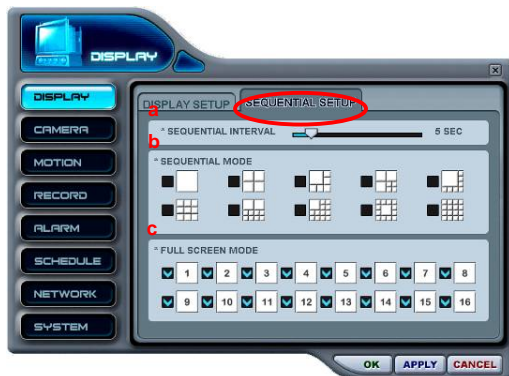 DISPLAY
DISPLAY
CAMERA
MOTION
RECORD
ALARM
SCHEDULE
NETWORK
SYSTEM
DISPLAY SETUP SEQUENTIAL SETUP
a
* SEQUENTIAL INTERVAL 5 SEC
b
* SEQUENTIAL MODE
c
* FULL SCREEN MODE
1 2 3 4 5 6 7 8
9 10 11 12 13 14 15 16
OK APPLY CANCEL